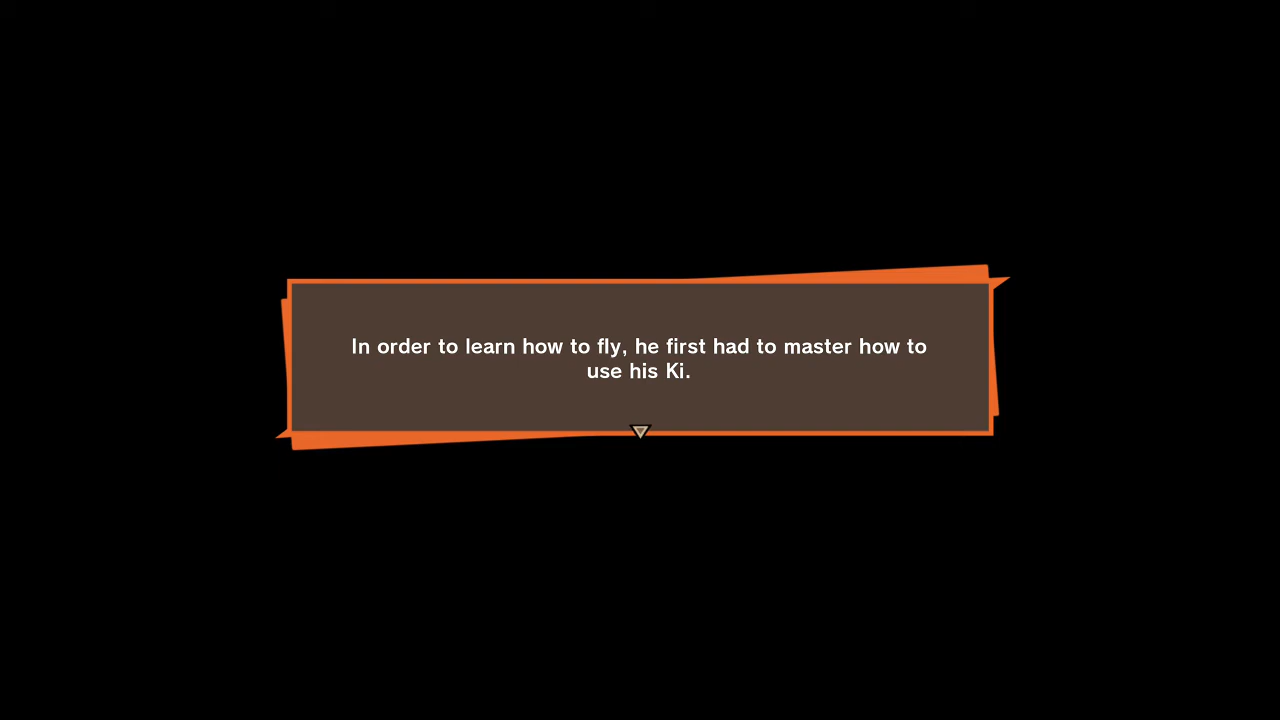 In order to learn how to fly, he first had to master how to
use his Ki.